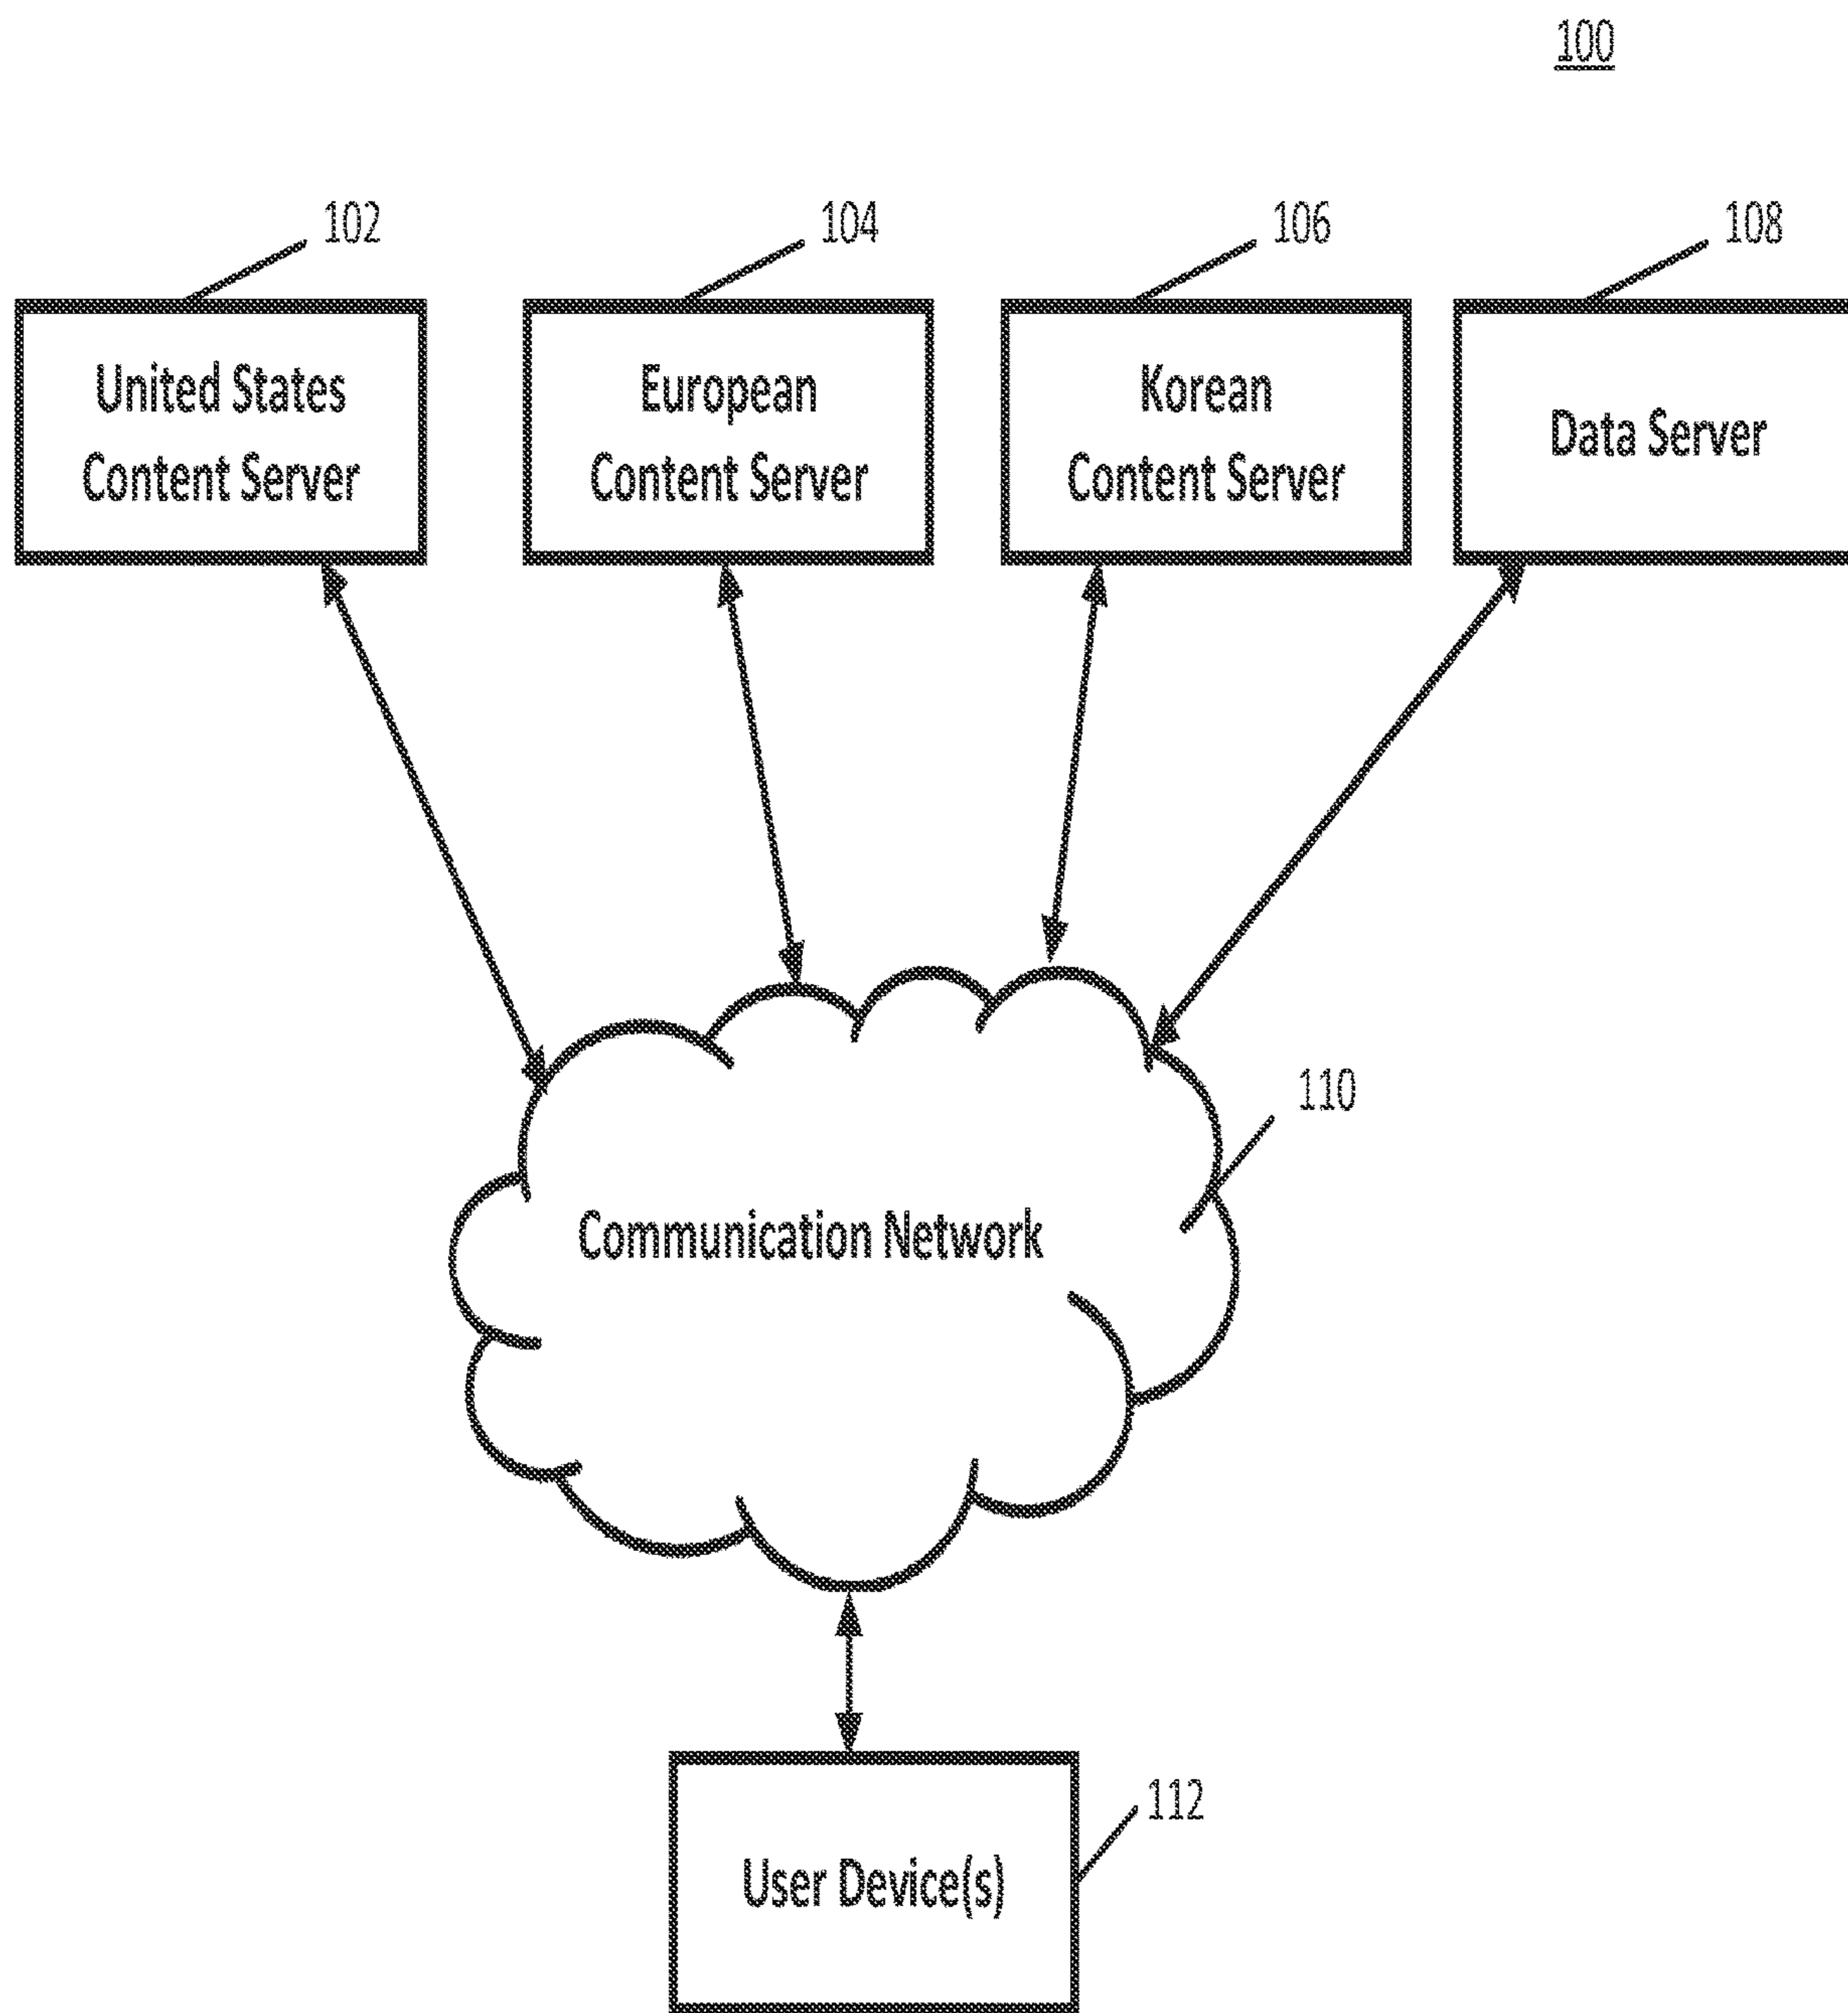 100
102
104
106
108
United States
Content Server
European
Content Server
Korean
Content Server
Data Server
110
Communication Network
112
User Device(s)